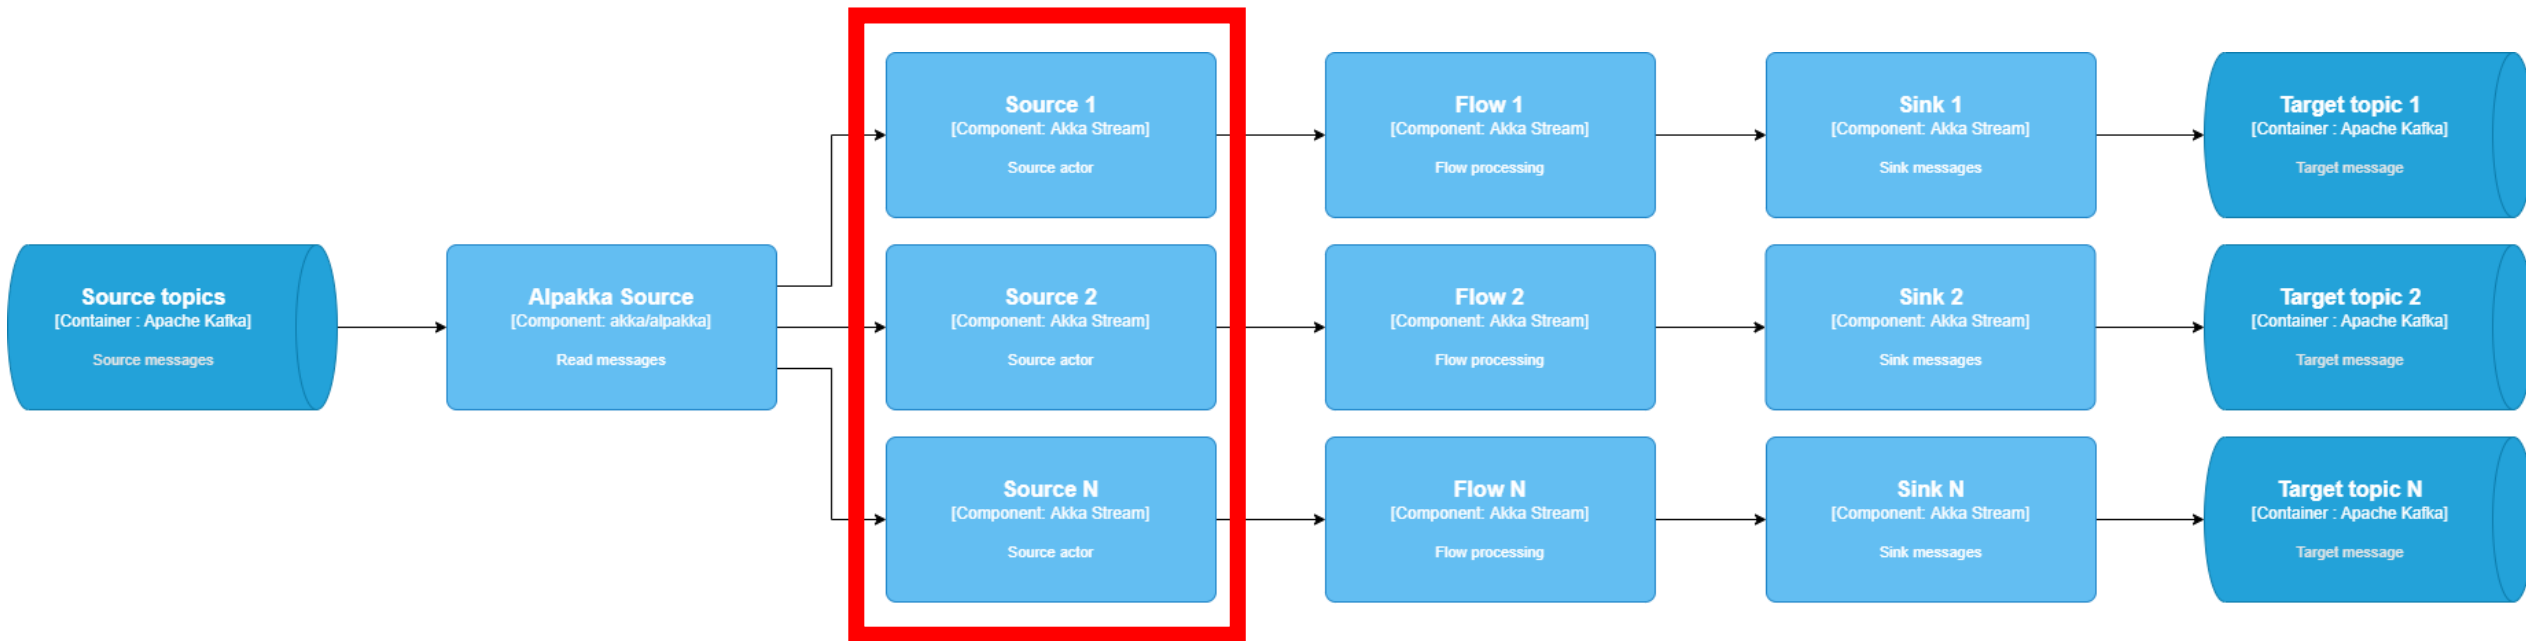 Source topics
[Container : Apache Kafka]
Source messages
Alpakka Source
[Component: akka/alpakka]
Read messages
Source 1
[Component: Akka Stream]
Source actor
Flow 1
[Component: Akka Stream]
Flow processing
Sink 1
[Component: Akka Stream]
Sink messages
Target topic 1
[Container : Apache Kafka]
Target message
Source 2
[Component: Akka Stream]
Source actor
Flow 2
[Component: Akka Stream]
Flow processing
Sink 2
[Component: Akka Stream]
Sink messages
Target topic 2
[Container : Apache Kafka]
Target message
Source N
[Component: Akka Stream]
Source actor
Flow N
[Component: Akka Stream]
Flow processing
Sink N
[Component: Akka Stream]
Sink messages
Target topic N
[Container : Apache Kafka]
Target message